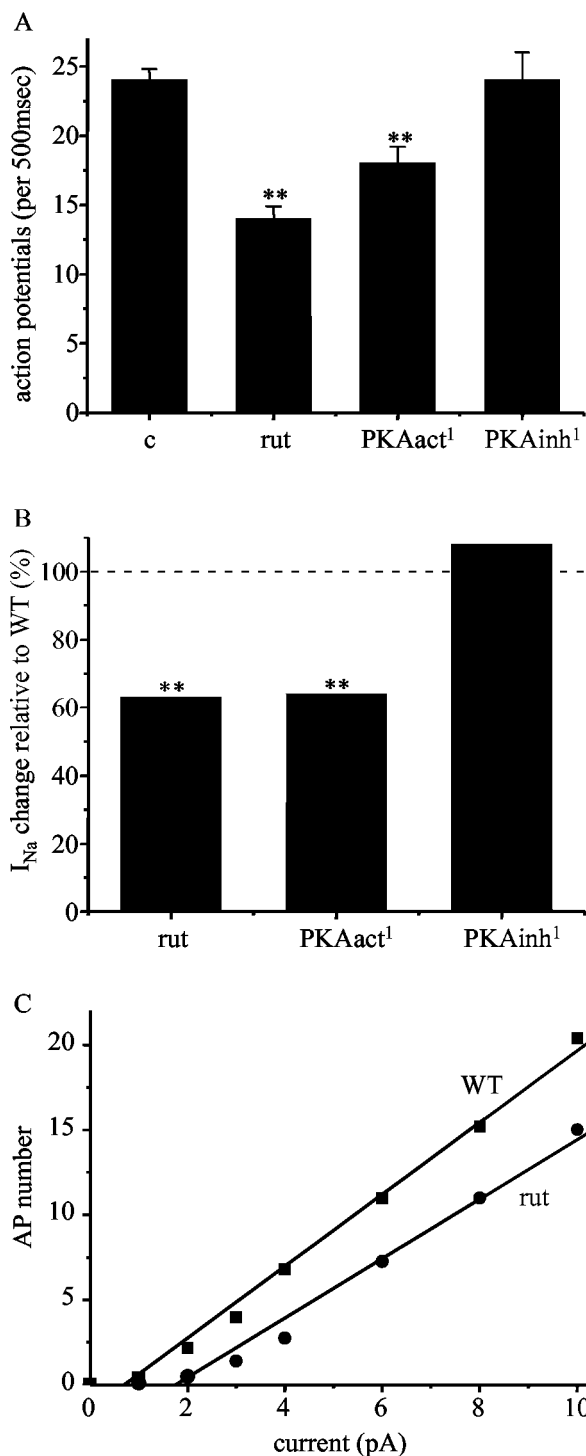 A
action potentials (per 500msec)
25
20
15
10
5
0
**
**
c rut PKAact¹ PKAinh¹
B
I_Na change relative to WT (%)
100
80
60
40
20
0
**
**
rut PKAact¹ PKAinh¹
C
AP number
20
15
10
5
0
WT
rut
0 2 4 6 8 10
current (pA)